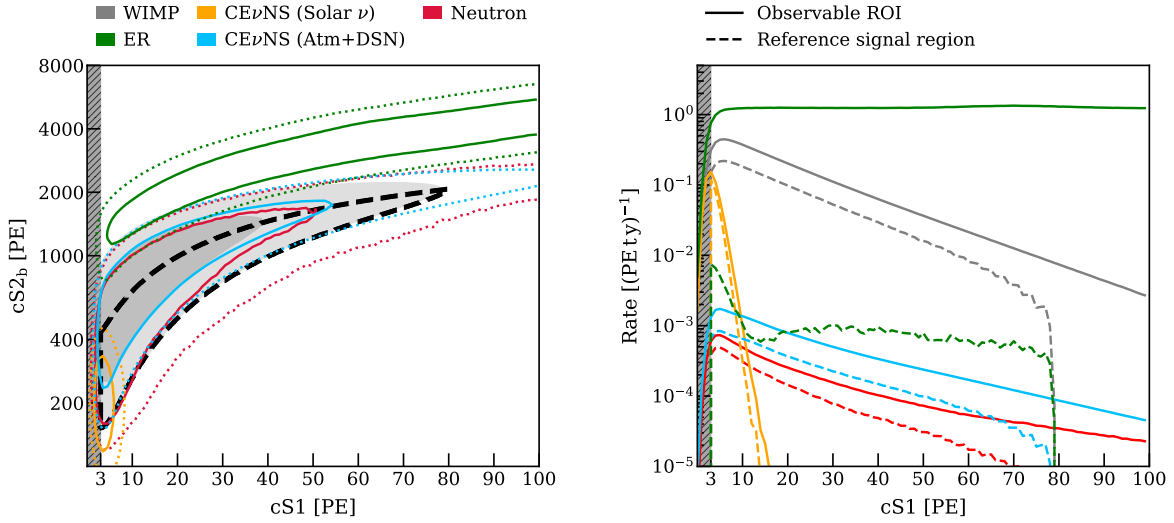 WIMP CEνNS (Solar ν) Neutron
ER CEνNS (Atm+DSN)
8000
4000
2000
1000
400
200
cS2b [PE]
3 10 20 30 40 50 60 70 80 90 100
cS1 [PE]
Observable ROI
Reference signal region
10⁰
10⁻¹
10⁻²
10⁻³
10⁻⁴
10⁻⁵
Rate [(PE t y)⁻¹]
3 10 20 30 40 50 60 70 80 90 100
cS1 [PE]